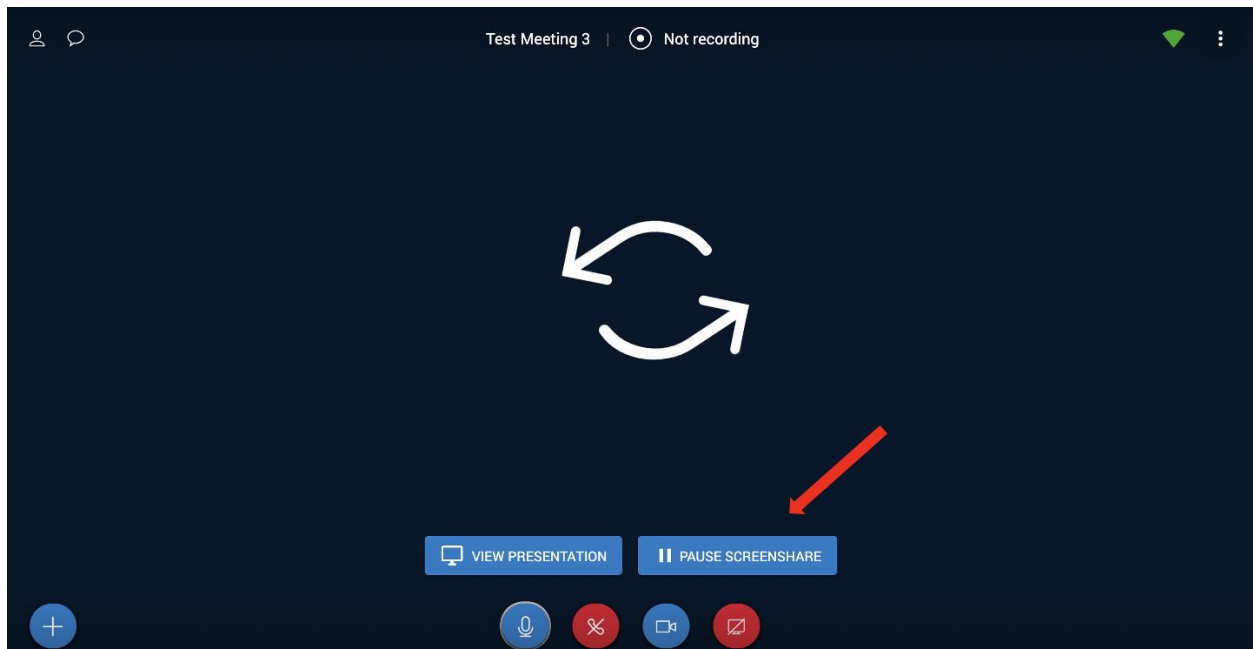 Test Meeting 3 | Not recording
VIEW PRESENTATION
PAUSE SCREENSHARE